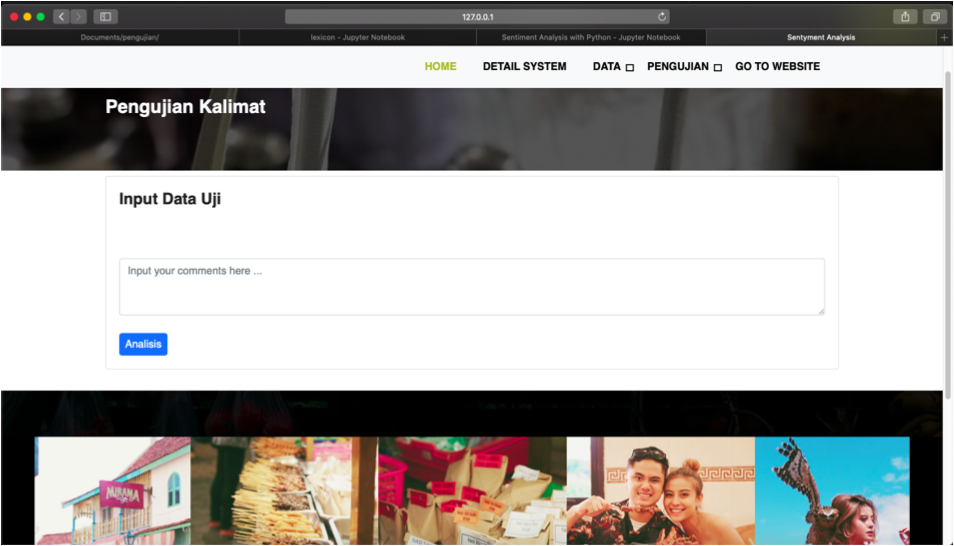 127.0.0.1
Documents/pengujian/
lexicon - Jupyter Notebook
Sentiment Analysis with Python - Jupyter Notebook
Sentyment Analysis
HOME DETAIL SYSTEM DATA PENGUJIAN GO TO WEBSITE
Pengujian Kalimat
Input Data Uji
Input your comments here ...
Analisis
MIRAMA